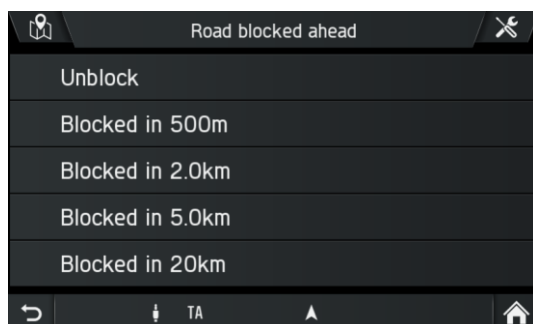 Road blocked ahead
Unblock
Blocked in 500m
Blocked in 2.0km
Blocked in 5.0km
Blocked in 20km
TA